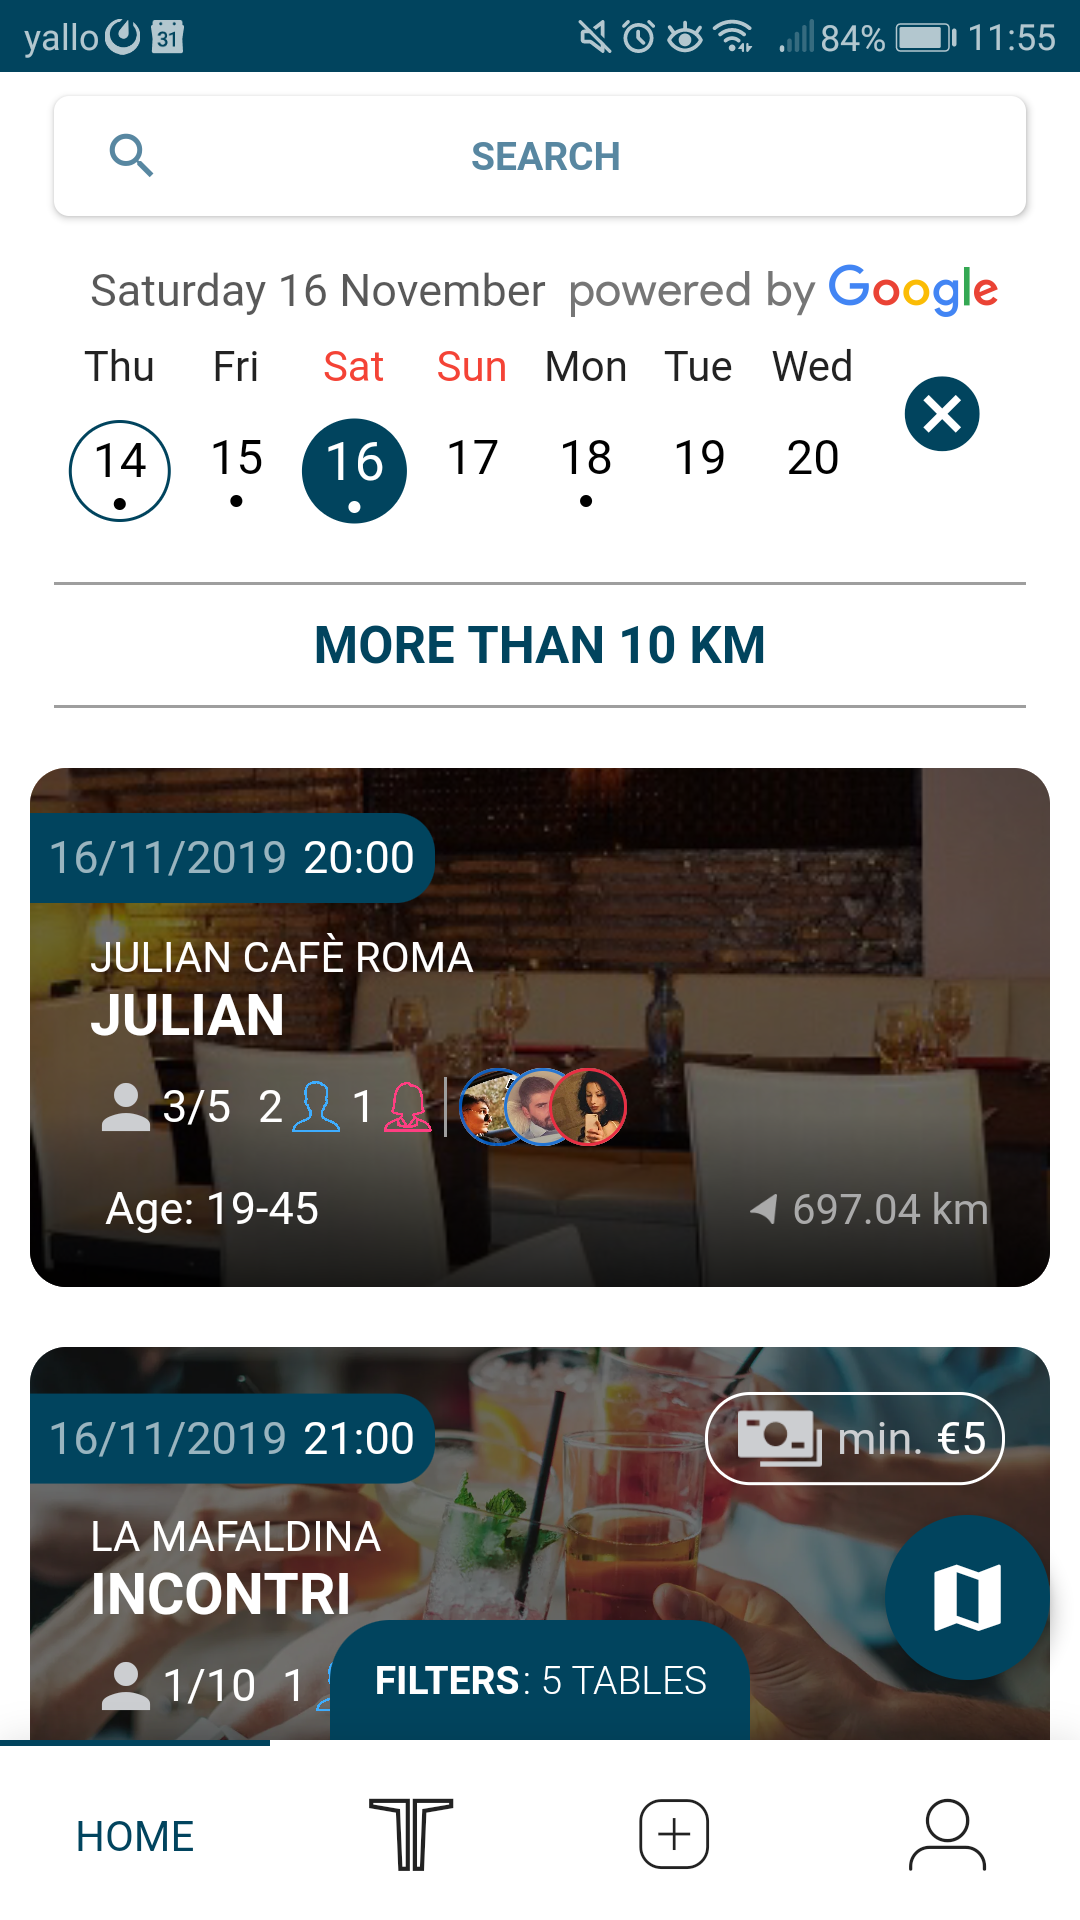 yallo 31 84% 11:55
SEARCH
Saturday 16 November powered by Google
Thu Fri Sat Sun Mon Tue Wed
14 15 16 17 18 19 20
MORE THAN 10 KM
16/11/2019 20:00
JULIAN CAFÈ ROMA
JULIAN
3/5 2 1
Age: 19-45 697.04 km
16/11/2019 21:00 min. €5
LA MAFALDINA
INCONTRI
1/10 1
FILTERS: 5 TABLES
HOME